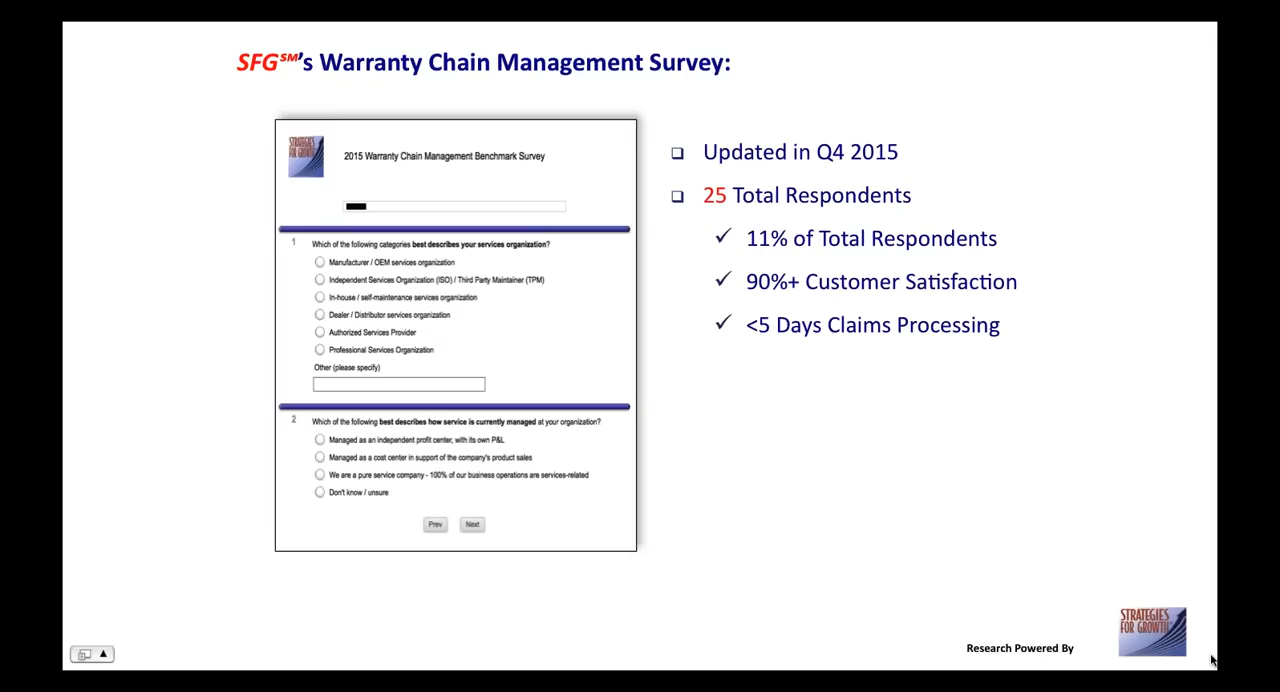 SFG℠'s Warranty Chain Management Survey:
STRATEGIES
FOR GROWTH
2015 Warranty Chain Management Benchmark Survey
1 Which of the following categories best describes your services organization?
Manufacturer / OEM services organization
Independent Services Organization (ISO) / Third Party Maintainer (TPM)
In-house / self-maintenance services organization
Dealer / Distributor services organization
Authorized Services Provider
Professional Services Organization
Other (please specify)
2 Which of the following best describes how service is currently managed at your organization?
Managed as an independent profit center, with its own P&L
Managed as a cost center in support of the company's product sales
We are a pure service company - 100% of our business operations are services-related
Don't know / unsure
Prev Next
Updated in Q4 2015
25 Total Respondents
11% of Total Respondents
90%+ Customer Satisfaction
<5 Days Claims Processing
Research Powered By
STRATEGIES
FOR GROWTH